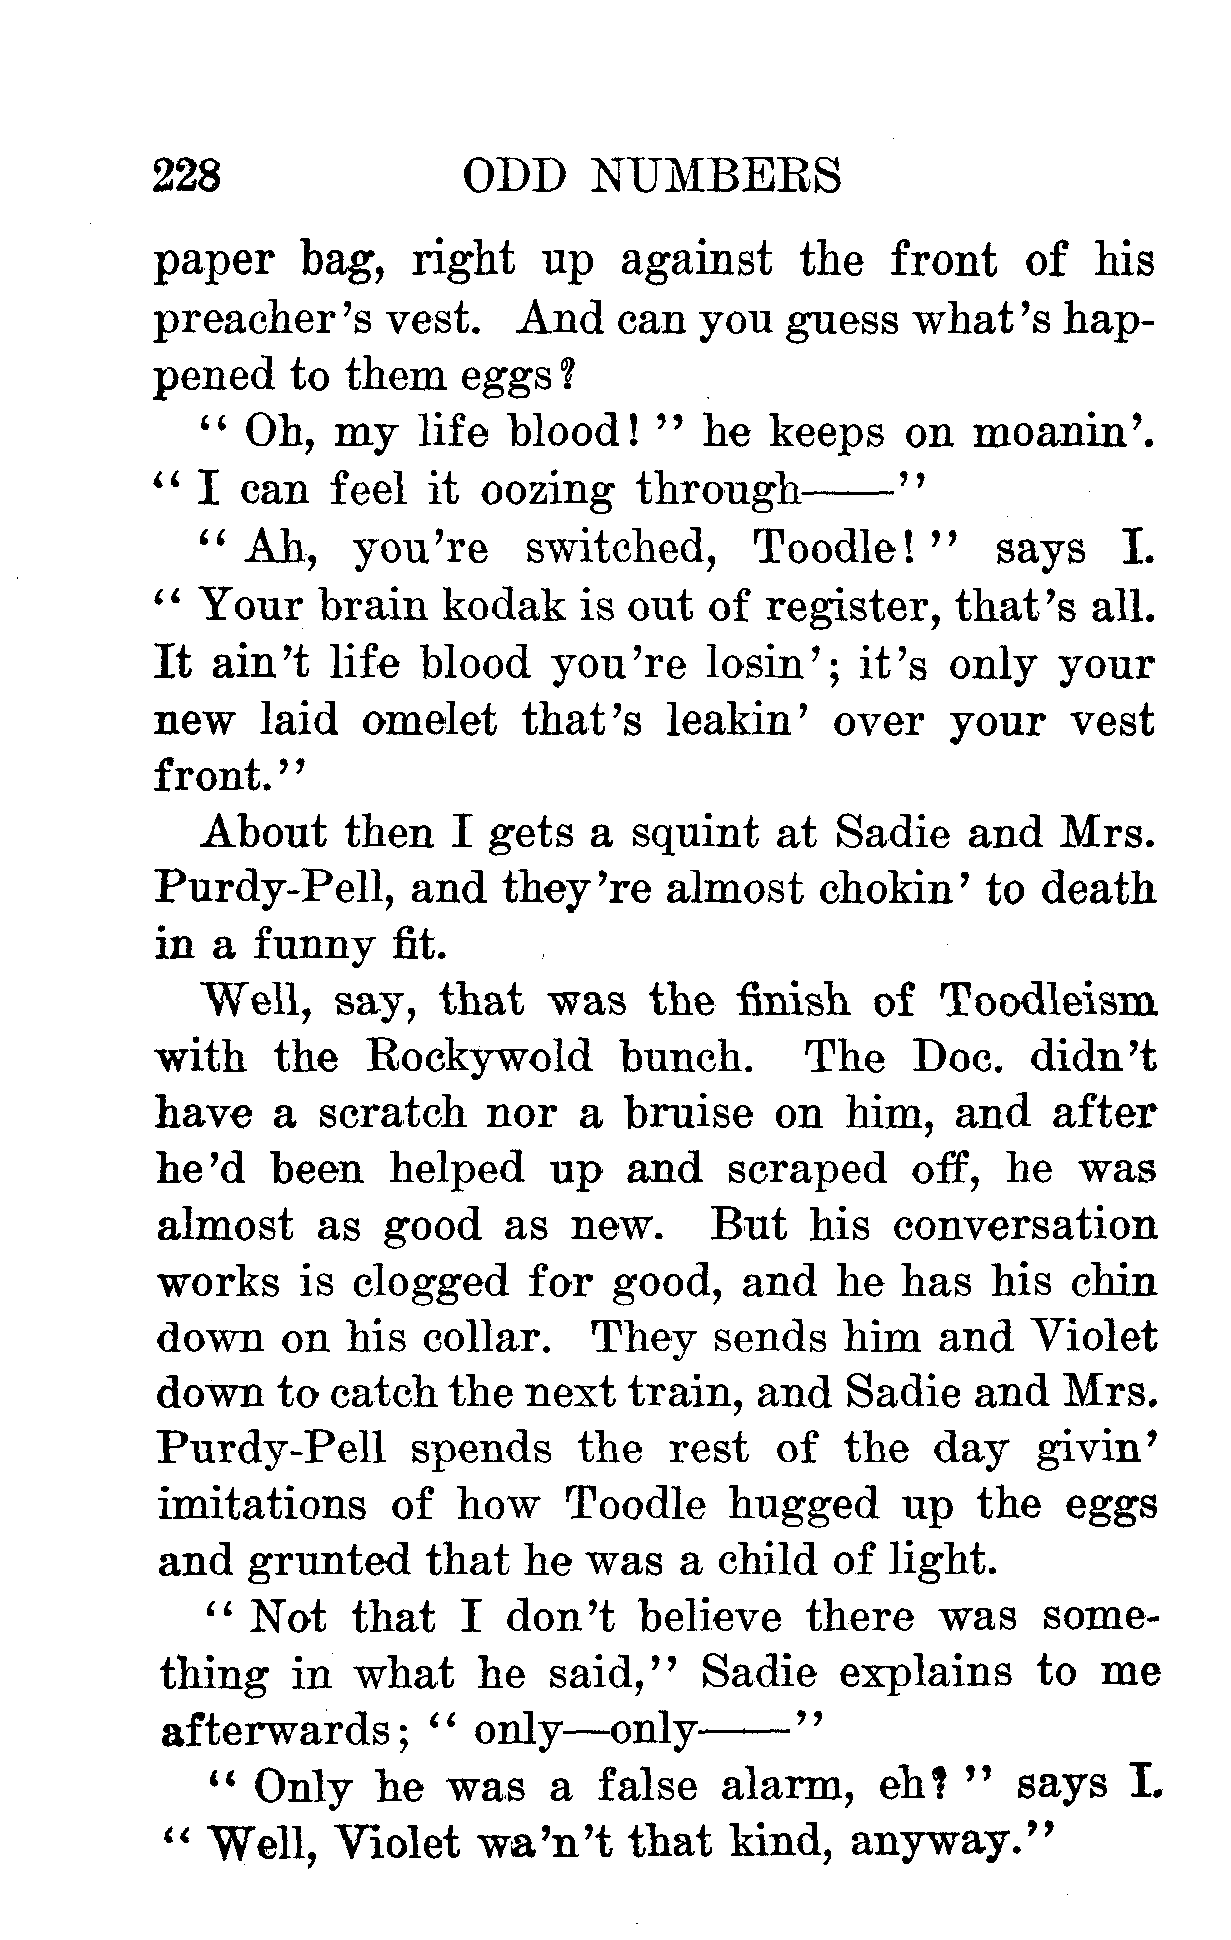 228 ODD NUMBERS
paper bag, right up against the front of his
preacher's vest. And can you guess what's hap-
pened to them eggs?
" Oh, my life blood! " he keeps on moanin'.
" I can feel it oozing through——"
" Ah, you're switched, Toodle! " says I.
" Your brain kodak is out of register, that's all.
It ain't life blood you're losin'; it's only your
new laid omelet that's leakin' over your vest
front."
About then I gets a squint at Sadie and Mrs.
Purdy-Pell, and they're almost chokin' to death
in a funny fit.
Well, say, that was the finish of Toodleism
with the Rockywold bunch. The Doc. didn't
have a scratch nor a bruise on him, and after
he'd been helped up and scraped off, he was
almost as good as new. But his conversation
works is clogged for good, and he has his chin
down on his collar. They sends him and Violet
down to catch the next train, and Sadie and Mrs.
Purdy-Pell spends the rest of the day givin'
imitations of how Toodle hugged up the eggs
and grunted that he was a child of light.
" Not that I don't believe there was some-
thing in what he said," Sadie explains to me
afterwards; " only—only——"
" Only he was a false alarm, eh? " says I.
" Well, Violet wa'n't that kind, anyway."